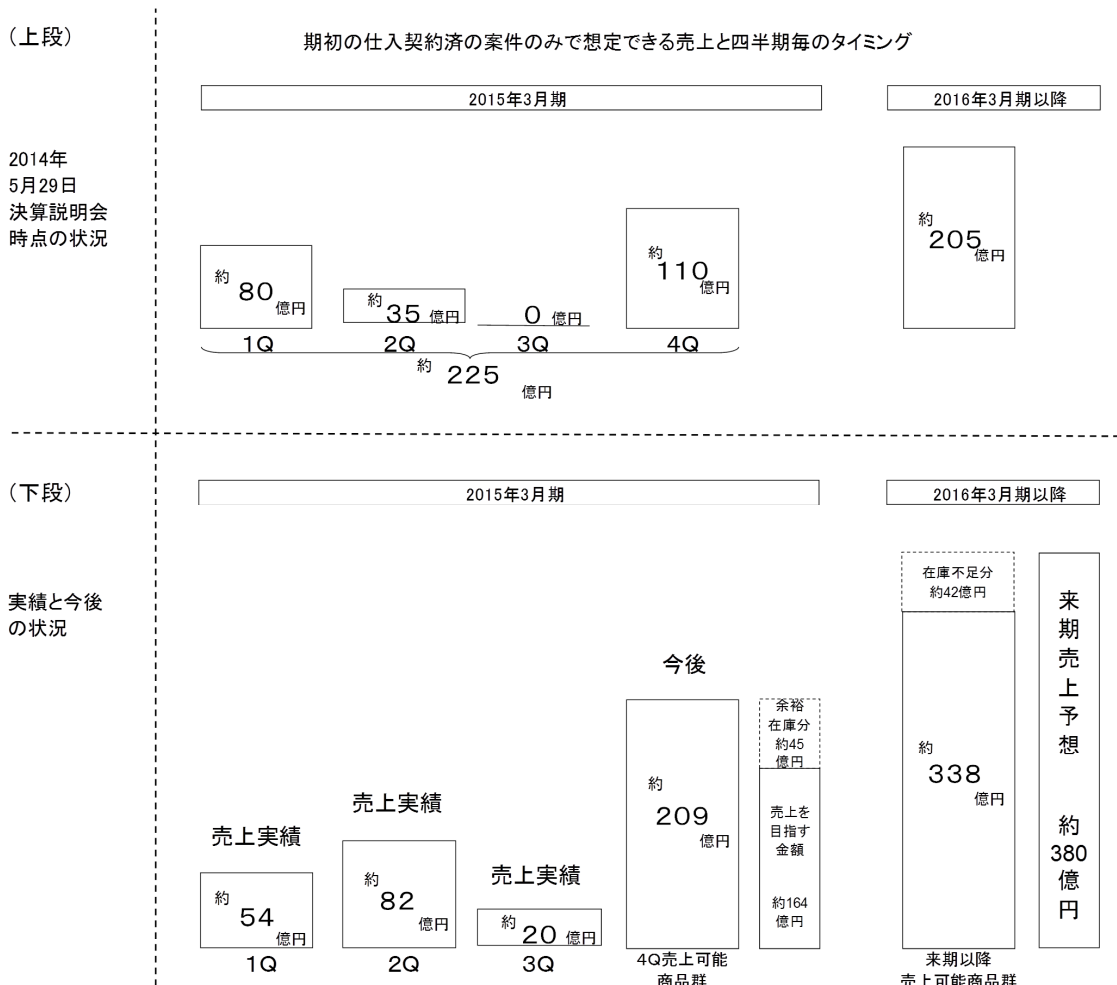 (上段)
期初の仕入契約済の案件のみで想定できる売上と四半期毎のタイミング
2015年3月期
2016年3月期以降
2014年
5月29日
決算説明会
時点の状況
約
80
億円
約
35 億円
0 億円
約
110
億円
約
205
億円
1Q
2Q
3Q
4Q
約
225
億円
(下段)
2015年3月期
2016年3月期以降
実績と今後
の状況
売上実績
約
54
億円
1Q
売上実績
約
82
億円
2Q
売上実績
約
20 億円
3Q
今後
約
209
億円
4Q売上可能
商品群
余裕
在庫分
約45
億円
売上を
目指す
金額
約164
億円
在庫不足分
約42億円
約
338
億円
来期以降
売上可能商品群
来期売上予想
約
380
億円